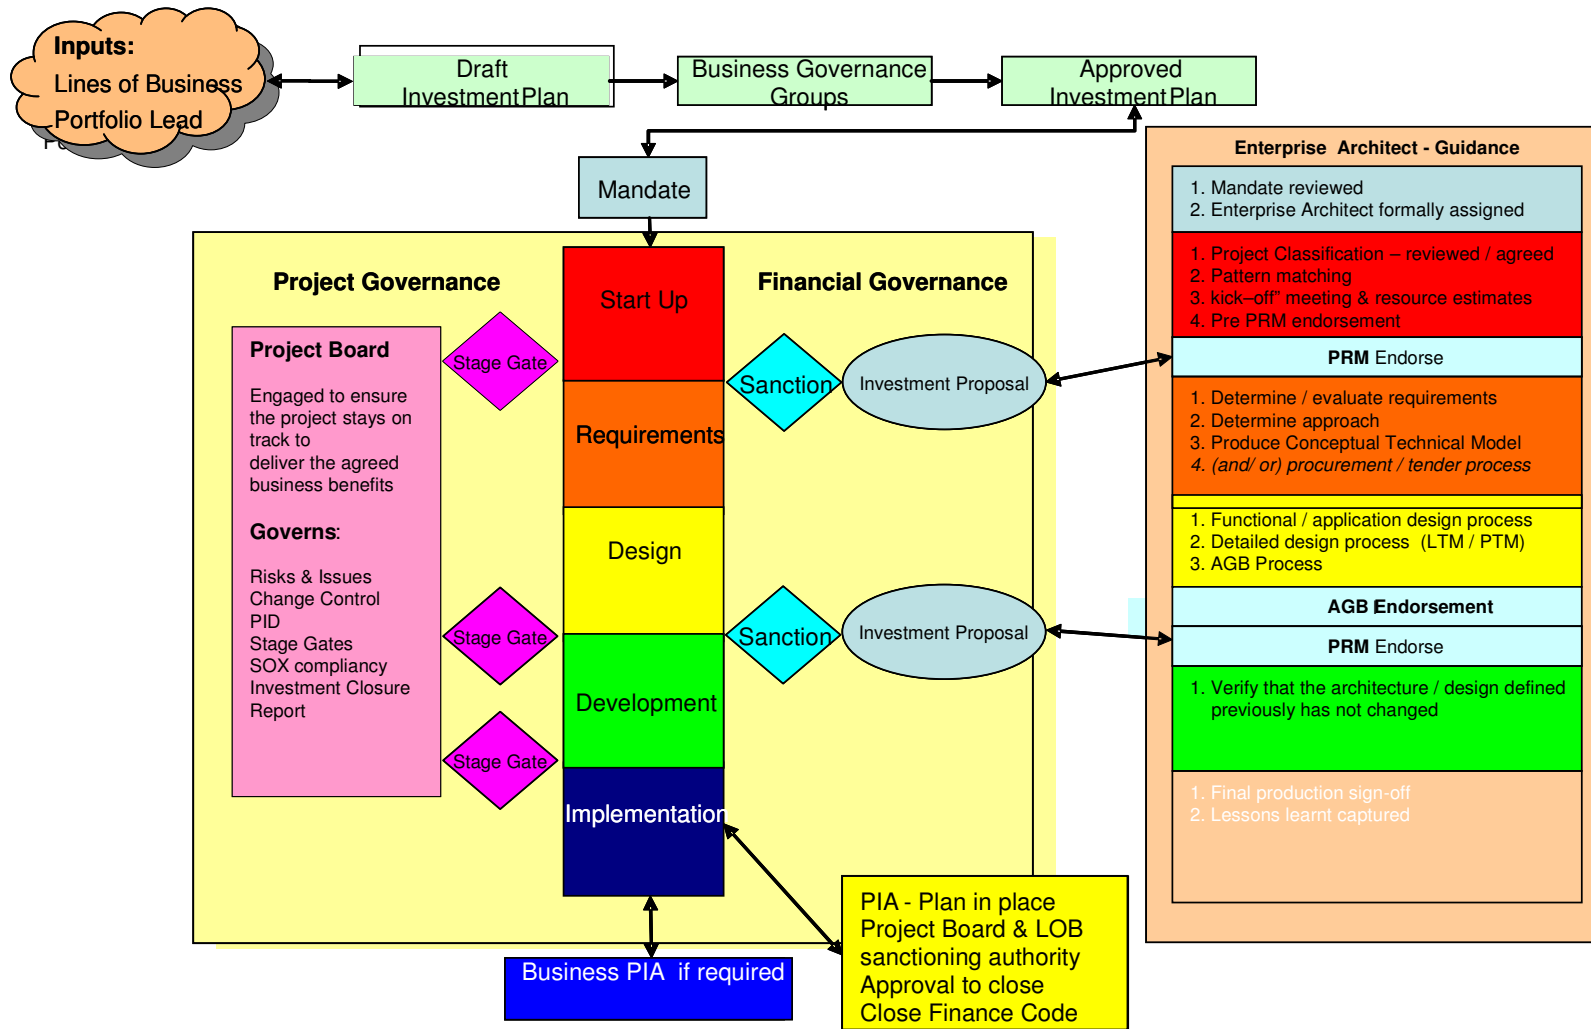 Inputs:
Lines of Business
Portfolio Lead
Draft
InvestmentPlan
Business Governance
Groups
Approved
InvestmentPlan
Mandate
Project Governance
Financial Governance
Project Board
Engaged to ensure
the project stays on
track to
deliver the agreed
business benefits
Governs:
Risks & Issues
Change Control
PID
Stage Gates
SOX compliancy
Investment Closure
Report
Stage Gate
Stage Gate
Stage Gate
Start Up
Requirements
Design
Development
Implementation
Sanction
Investment Proposal
Sanction
Investment Proposal
Business PIA if required
PIA - Plan in place
Project Board & LOB
sanctioning authority
Approval to close
Close Finance Code
Enterprise Architect - Guidance
1. Mandate reviewed
2. Enterprise Architect formally assigned
1. Project Classification – reviewed / agreed
2. Pattern matching
3. kick–off” meeting & resource estimates
4. Pre PRM endorsement
PRM Endorse
1. Determine / evaluate requirements
2. Determine approach
3. Produce Conceptual Technical Model
4. (and/ or) procurement / tender process
1. Functional / application design process
2. Detailed design process (LTM / PTM)
3. AGB Process
AGB Endorsement
PRM Endorse
1. Verify that the architecture / design defined
previously has not changed
1. Final production sign-off
2. Lessons learnt captured